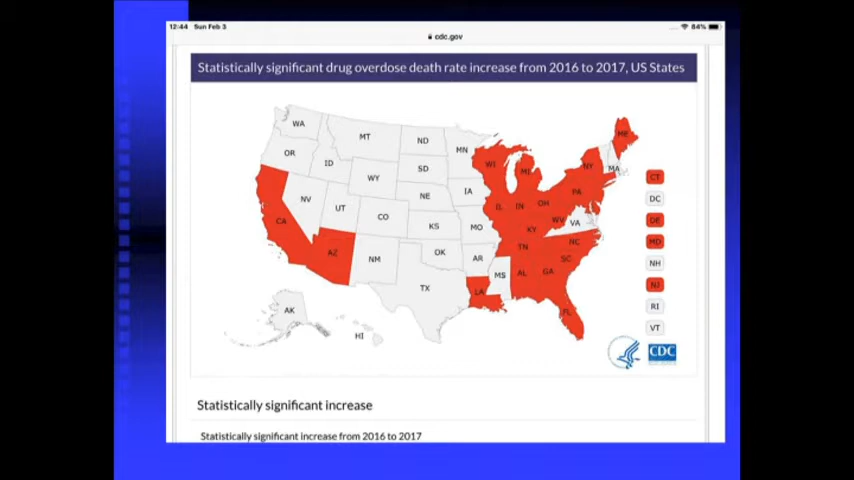 12:44 Sun Feb 3
84%
cdc.gov
Statistically significant drug overdose death rate increase from 2016 to 2017, US States
WA
MT
ND
MN
OR
ID
SD
WY
WI
MI
NY
ME
MA
NV
UT
CO
NE
IA
IL
IN
OH
PA
CA
KS
MO
KY
WV
VA
AZ
NM
OK
AR
TN
NC
SC
TX
LA
MS
AL
GA
FL
AK
HI
CT
DC
DE
MD
NH
NJ
RI
VT
CDC
Statistically significant increase
Statistically significant increase from 2016 to 2017